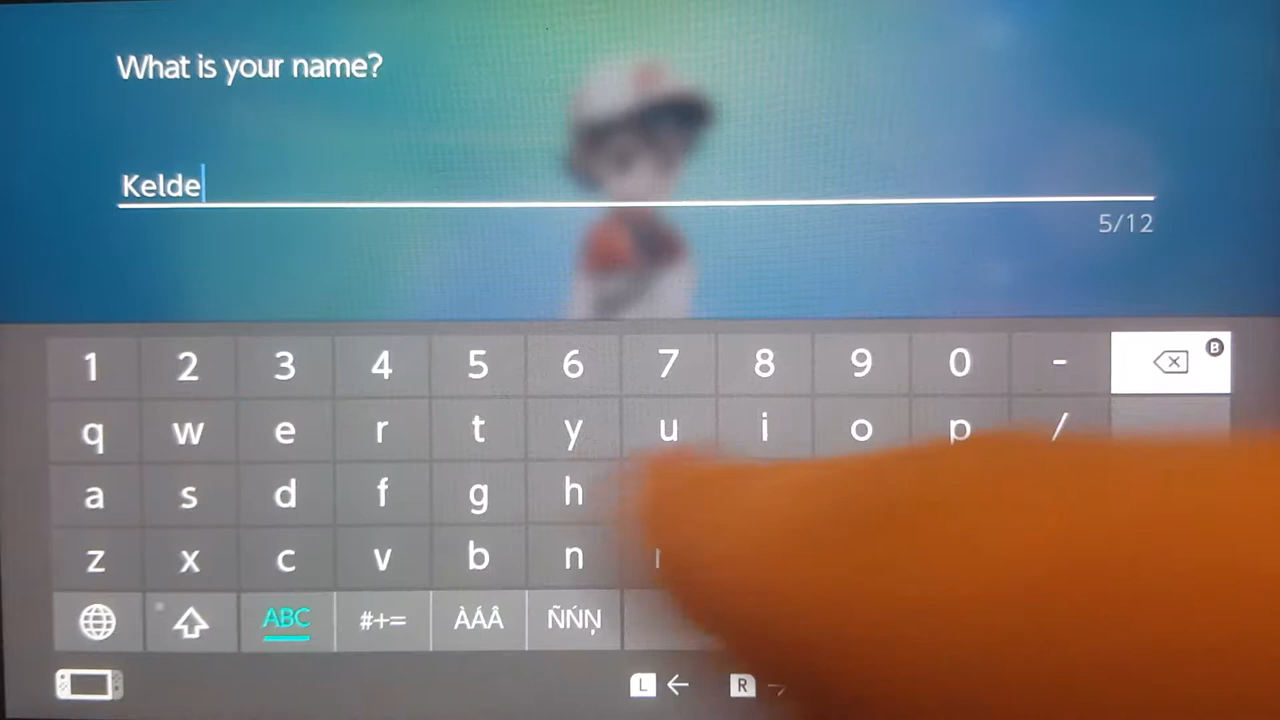 What is your name?
Kelde
5/12
1 2 3 4 5 6 7 8 9 0 - B
q w e r t y u i o p /
a s d f g h
z x c v b n
ABC #+= ÀÁÂ ÑŃŅ
L ← R